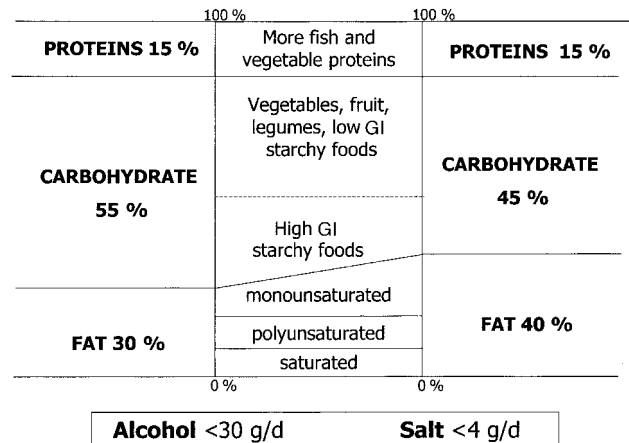 100 %
100 %
PROTEINS 15 %
More fish and
vegetable proteins
PROTEINS 15 %
Vegetables, fruit,
legumes, low GI
starchy foods
CARBOHYDRATE
55 %
CARBOHYDRATE
45 %
High GI
starchy foods
monounsaturated
FAT 30 %
polyunsaturated
FAT 40 %
saturated
0 %
0 %
Alcohol <30 g/d Salt <4 g/d